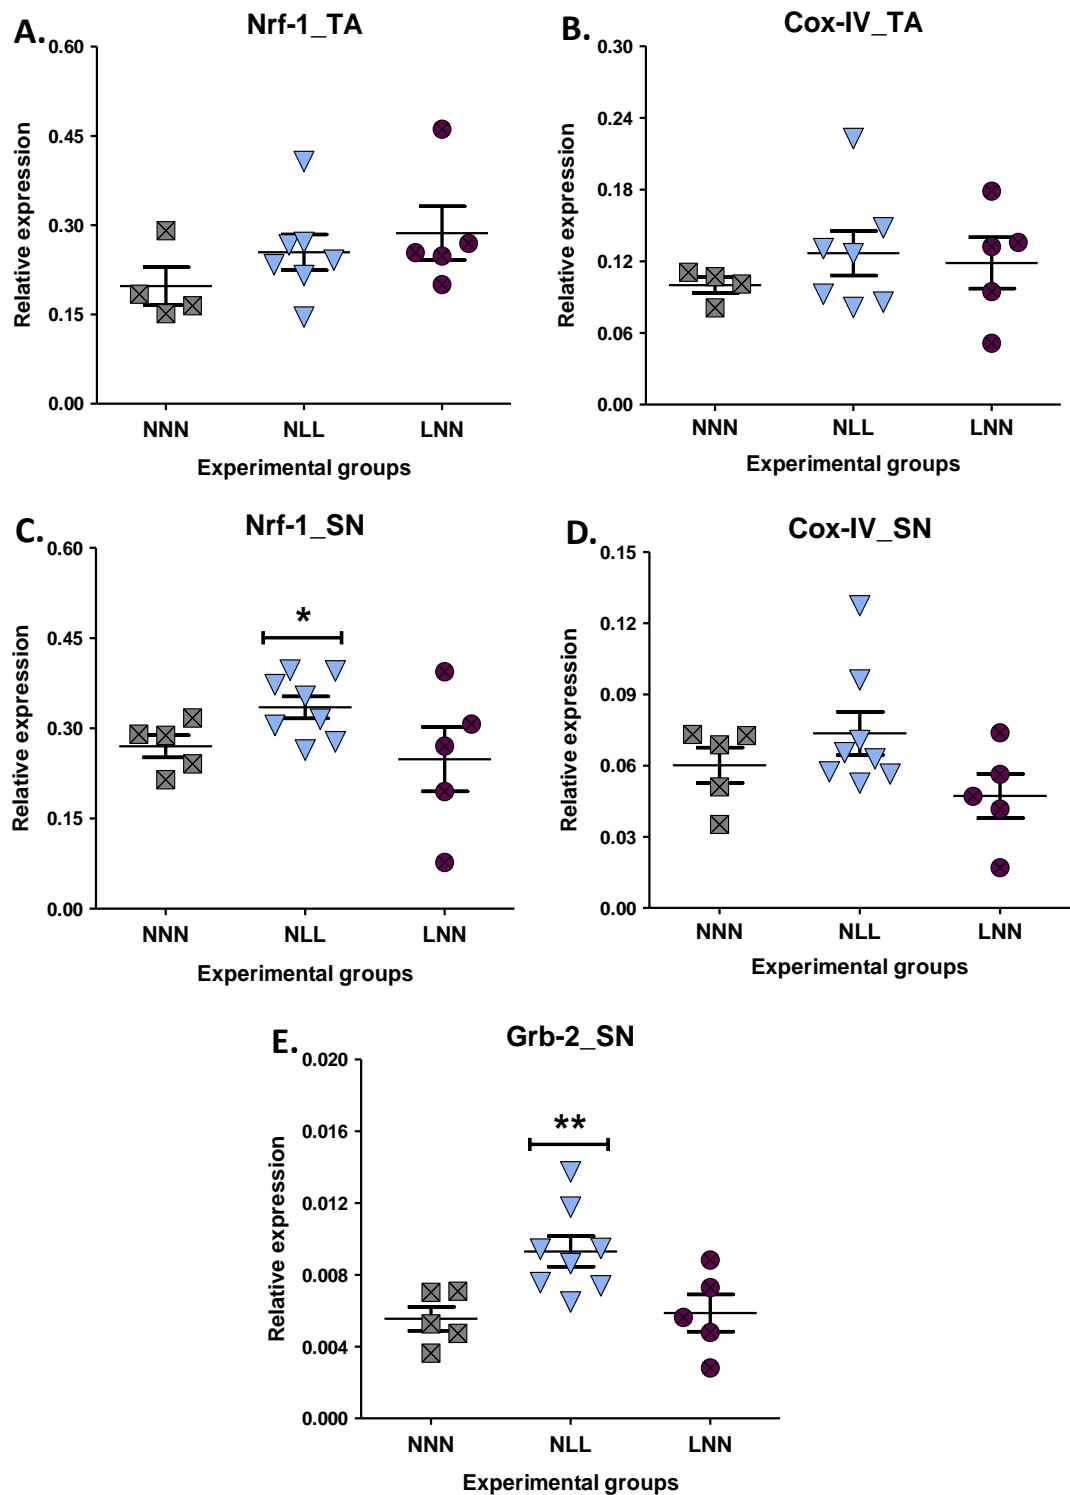 A.
Nrf-1_TA
Relative expression
0.60
0.45
0.30
0.15
0.00
NNN NLL LNN
Experimental groups
B.
Cox-IV_TA
Relative expression
0.30
0.24
0.18
0.12
0.06
0.00
NNN NLL LNN
Experimental groups
C.
Nrf-1_SN
Relative expression
0.60
0.45
0.30
0.15
0.00
*
NNN NLL LNN
Experimental groups
D.
Cox-IV_SN
Relative expression
0.15
0.12
0.09
0.06
0.03
0.00
NNN NLL LNN
Experimental groups
E.
Grb-2_SN
Relative expression
0.020
0.016
0.012
0.008
0.004
0.000
**
NNN NLL LNN
Experimental groups